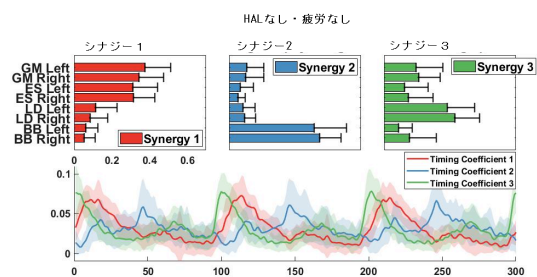 HALなし・疲労なし
シナジー１ シナジー2 シナジー３
GM Left
GM Right
ES Left
ES Right
LD Left
LD Right
BB Left
BB Right
Synergy 1
Synergy 2
Synergy 3
0 0.2 0.4 0.6
Timing Coefficient 1
Timing Coefficient 2
Timing Coefficient 3
0.1
0.05
0
0 50 100 150 200 250 300